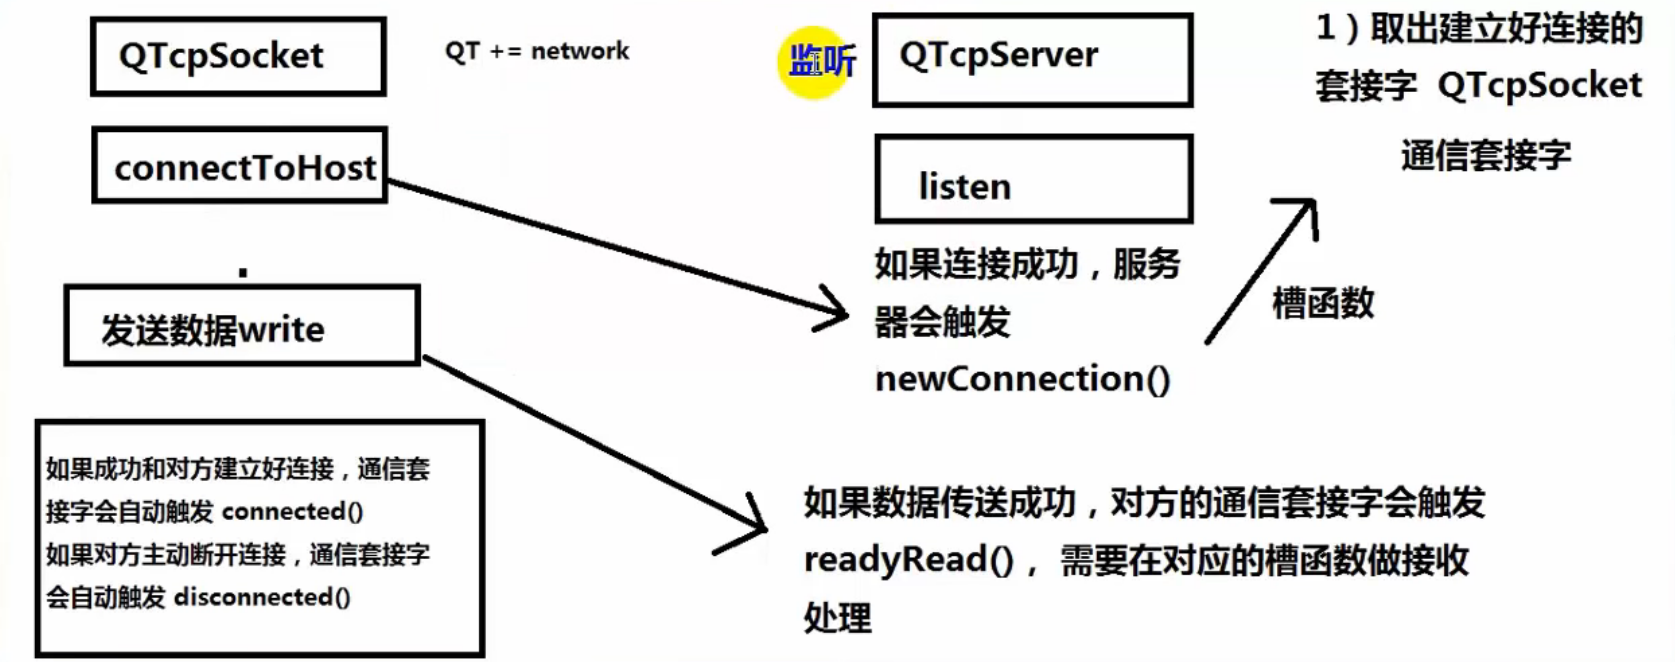 QTcpSocket
QT += network
监听
QTcpServer
1）取出建立好连接的
套接字 QTcpSocket
通信套接字
connectToHost
listen
如果连接成功，服务
器会触发
newConnection()
槽函数
发送数据write
如果成功和对方建立好连接，通信套
接字会自动触发 connected()
如果对方主动断开连接，通信套接字
会自动触发 disconnected()
如果数据传送成功，对方的通信套接字会触发
readyRead()， 需要在对应的槽函数做接收
处理